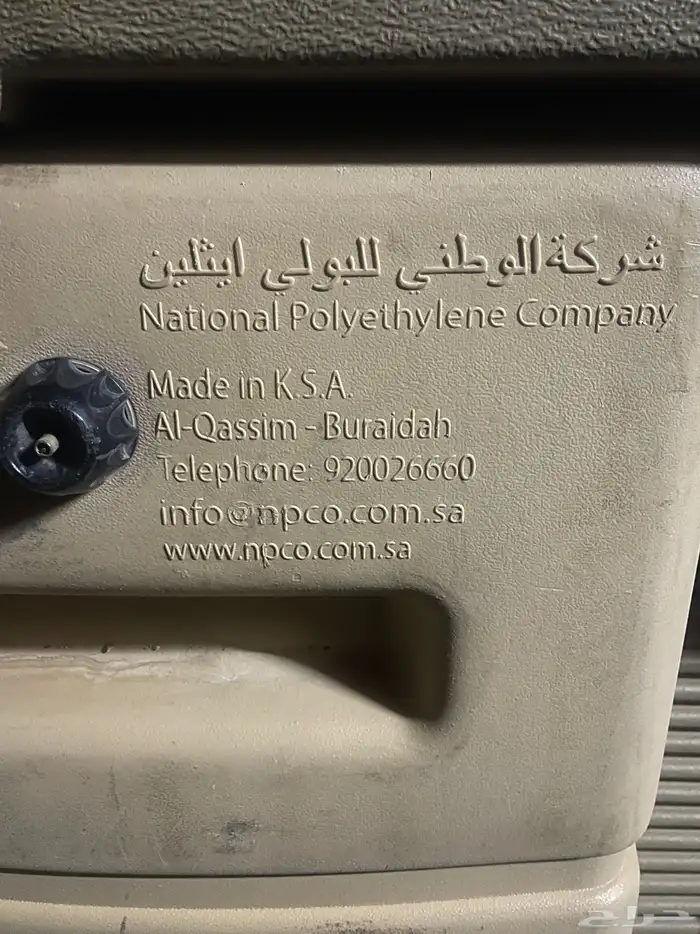 شركة الوطني للبولي ايثلين
National Polyethylene Company
Made in K.S.A.
Al-Qassim - Buraidah
Telephone: 920026660
info@npco.com.sa
www.npco.com.sa
حراج